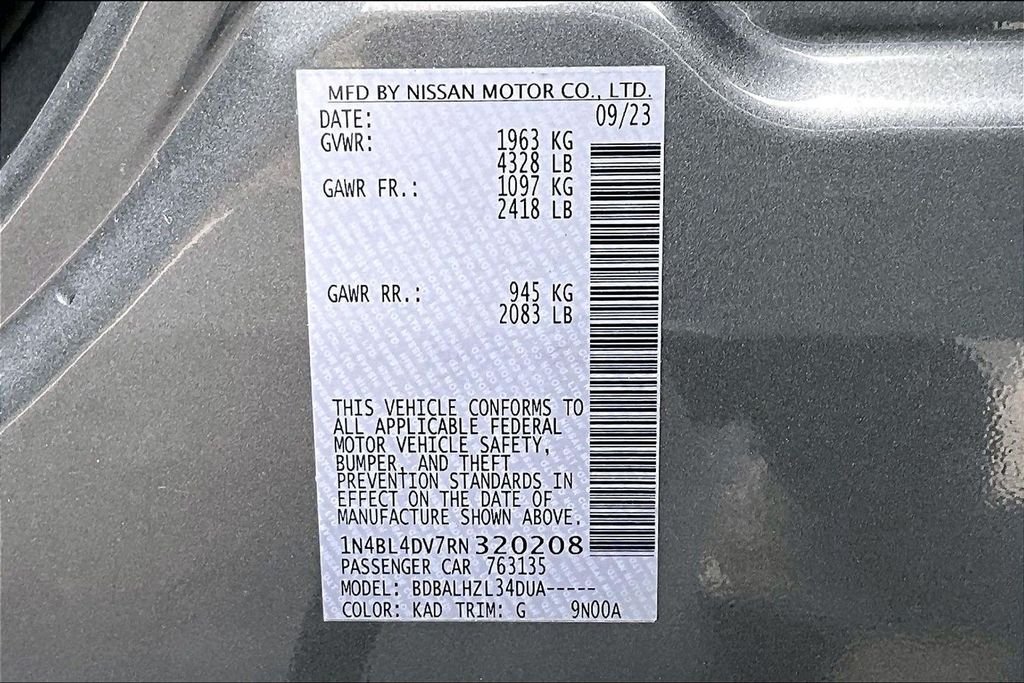 MFD BY NISSAN MOTOR CO., LTD.
DATE: 09/23
GVWR: 1963 KG
4328 LB
GAWR FR.: 1097 KG
2418 LB
GAWR RR.: 945 KG
2083 LB
THIS VEHICLE CONFORMS TO
ALL APPLICABLE FEDERAL
MOTOR VEHICLE SAFETY,
BUMPER, AND THEFT
PREVENTION STANDARDS IN
EFFECT ON THE DATE OF
MANUFACTURE SHOWN ABOVE.
1N4BL4DV7RN 320208
PASSENGER CAR 763135
MODEL: BDBALHZL34DUA-----
COLOR: KAD TRIM: G 9N00A